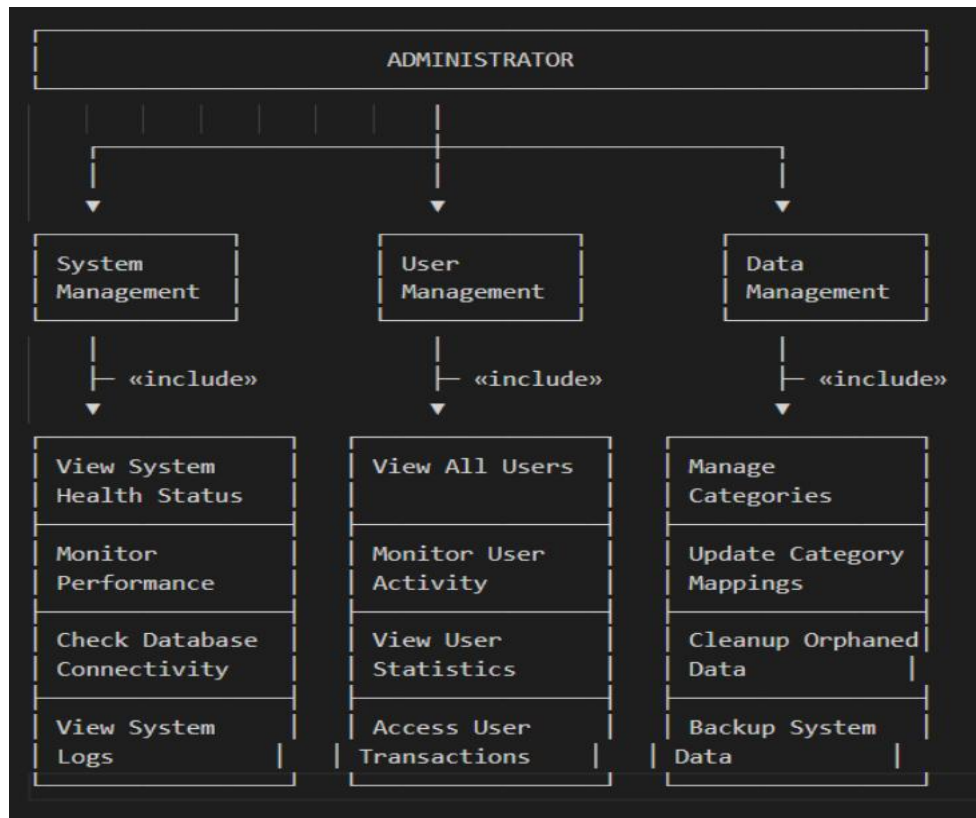 ADMINISTRATOR
System
Management
User
Management
Data
Management
«include»
«include»
«include»
View System
Health Status
Monitor
Performance
Check Database
Connectivity
View System
Logs
View All Users
Monitor User
Activity
View User
Statistics
Access User
Transactions
Manage
Categories
Update Category
Mappings
Cleanup Orphaned
Data
Backup System
Data